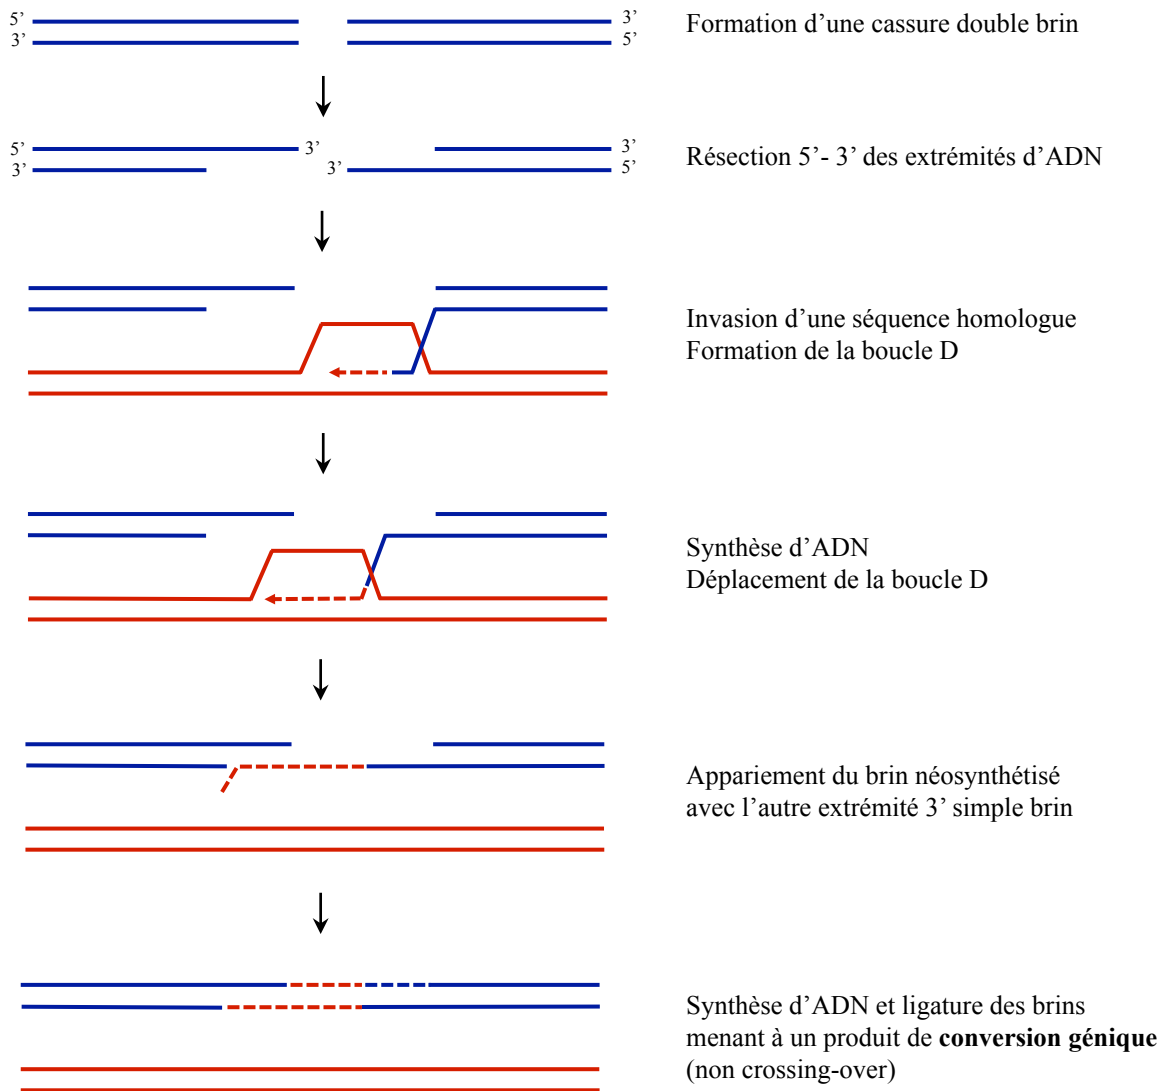 5’ 3’ Formation d’une cassure double brin
3’ 5’
5’ 3’ 3’ Résection 5’- 3’ des extrémités d’ADN
3’ 3’ 5’
Invasion d’une séquence homologue
Formation de la boucle D
Synthèse d’ADN
Déplacement de la boucle D
Appariement du brin néosynthétisé
avec l’autre extrémité 3’ simple brin
Synthèse d’ADN et ligature des brins
menant à un produit de conversion génique
(non crossing-over)